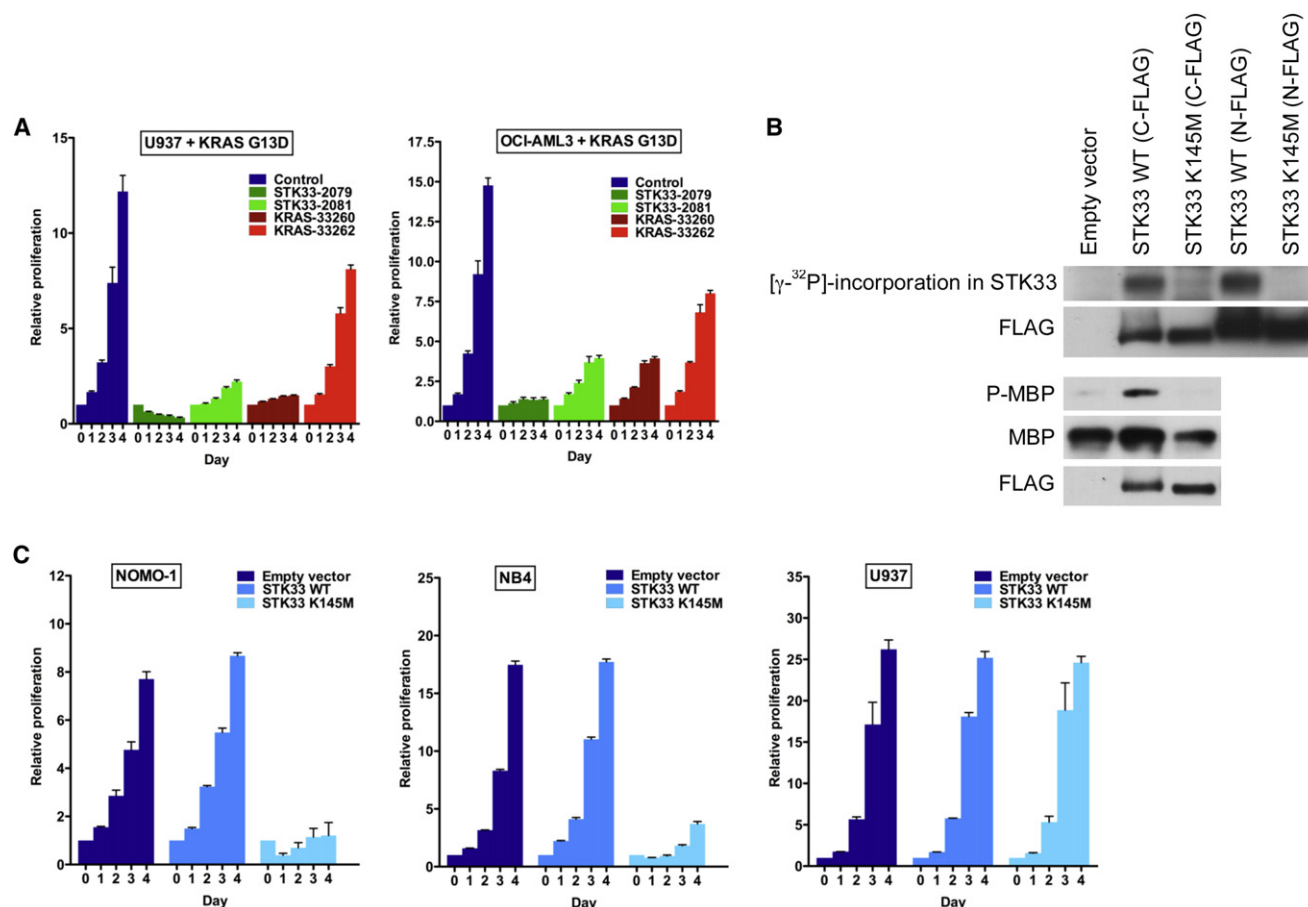 A
U937 + KRAS G13D
Relative proliferation
15
10
5
0
Control
STK33-2079
STK33-2081
KRAS-33260
KRAS-33262
0 1 2 3 4 0 1 2 3 4 0 1 2 3 4 0 1 2 3 4 0 1 2 3 4
Day
OCI-AML3 + KRAS G13D
Relative proliferation
17.5
15.0
12.5
10.0
7.5
5.0
2.5
0.0
Control
STK33-2079
STK33-2081
KRAS-33260
KRAS-33262
0 1 2 3 4 0 1 2 3 4 0 1 2 3 4 0 1 2 3 4 0 1 2 3 4
Day
B
Empty vector
STK33 WT (C-FLAG)
STK33 K145M (C-FLAG)
STK33 WT (N-FLAG)
STK33 K145M (N-FLAG)
[γ-³²P]-incorporation in STK33
FLAG
P-MBP
MBP
FLAG
C
NOMO-1
Relative proliferation
12
10
8
6
4
2
0
Empty vector
STK33 WT
STK33 K145M
0 1 2 3 4 0 1 2 3 4 0 1 2 3 4
Day
NB4
Relative proliferation
25
20
15
10
5
0
Empty vector
STK33 WT
STK33 K145M
0 1 2 3 4 0 1 2 3 4 0 1 2 3 4
Day
U937
Relative proliferation
35
30
25
20
15
10
5
0
Empty vector
STK33 WT
STK33 K145M
0 1 2 3 4 0 1 2 3 4 0 1 2 3 4
Day